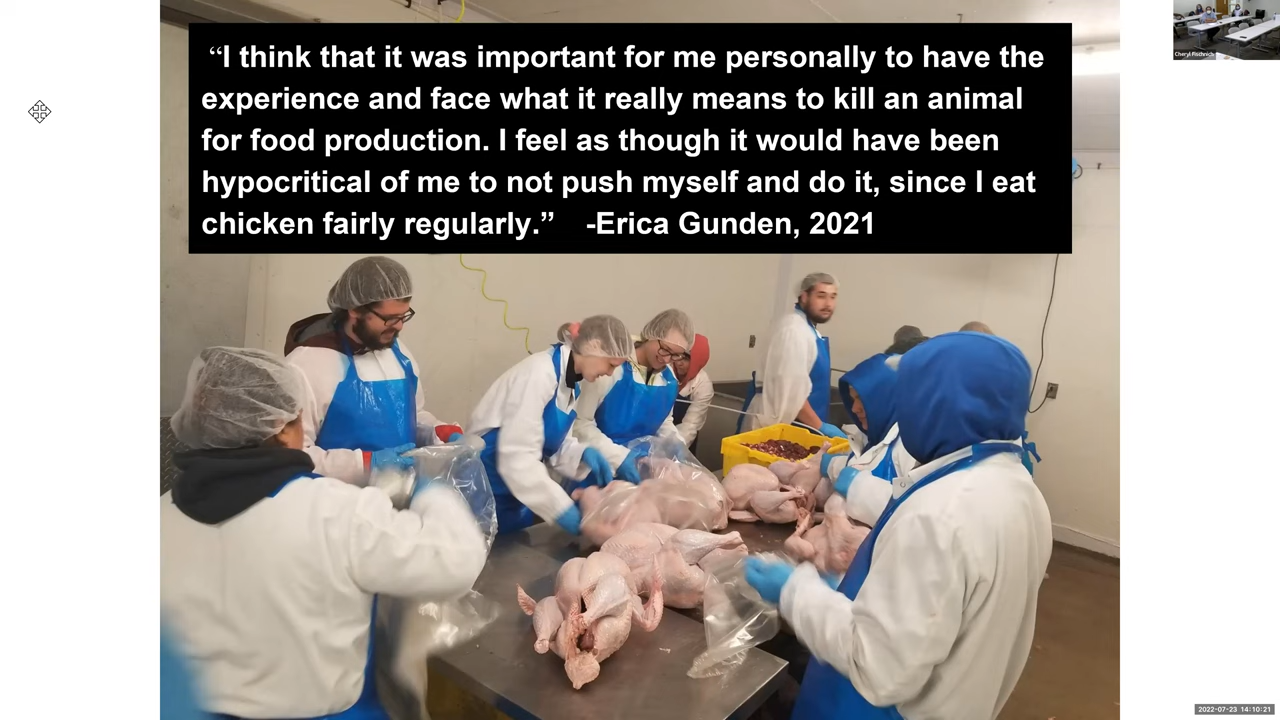 “I think that it was important for me personally to have the
experience and face what it really means to kill an animal
for food production. I feel as though it would have been
hypocritical of me to not push myself and do it, since I eat
chicken fairly regularly.” -Erica Gunden, 2021
Cheryl Fischnich
2022-07-23 14:10:21